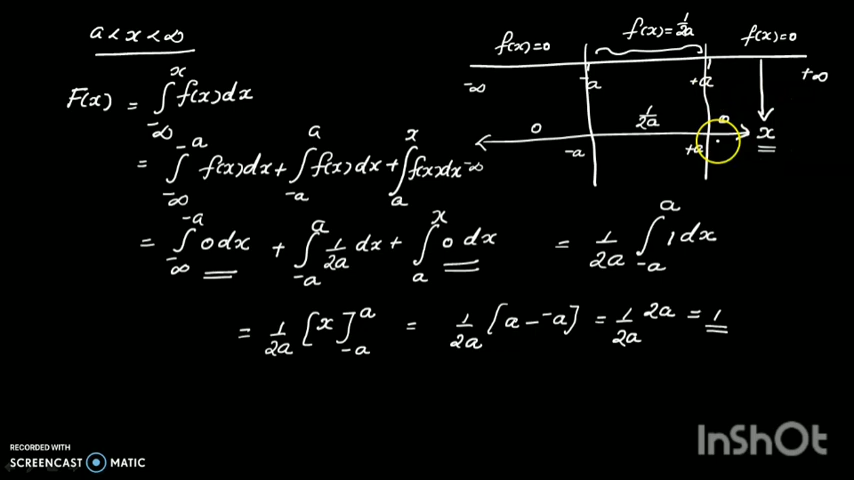 a < x < ∞
f(x)=0 f(x)=1/2a f(x)=0
-∞ -a +a +∞
F(x) = ∫_{-∞}^{x} f(x)dx
0 1/2a 0 x
-∞ -a +a
= ∫_{-∞}^{-a} f(x)dx + ∫_{-a}^{a} f(x)dx + ∫_{a}^{x} f(x)dx
= ∫_{-∞}^{-a} 0 dx + ∫_{-a}^{a} 1/2a dx + ∫_{a}^{x} 0 dx = 1/2a ∫_{-a}^{a} 1 dx
= 1/2a [x]_{-a}^{a} = 1/2a [a - -a] = 1/2a 2a = 1
RECORDED WITH
SCREENCAST MATIC
InShOt